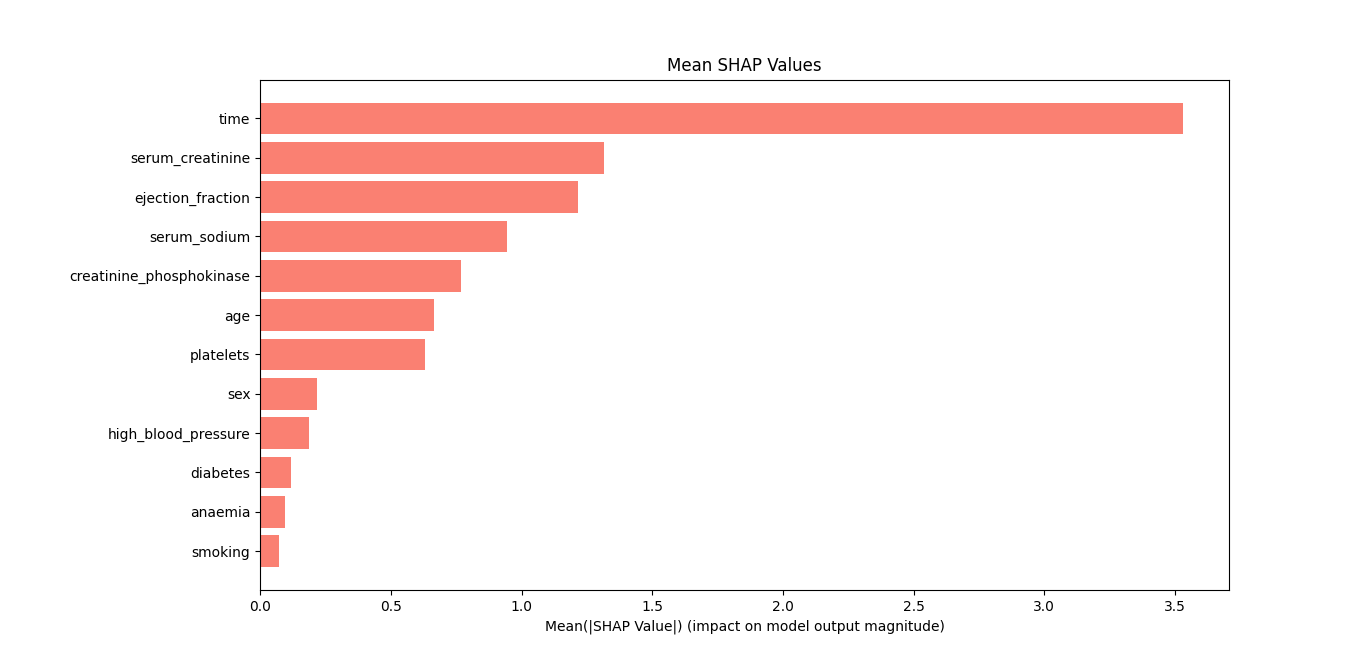 Mean SHAP Values
time
serum_creatinine
ejection_fraction
serum_sodium
creatinine_phosphokinase
age
platelets
sex
high_blood_pressure
diabetes
anaemia
smoking
0.0 0.5 1.0 1.5 2.0 2.5 3.0 3.5
Mean(|SHAP Value|) (impact on model output magnitude)